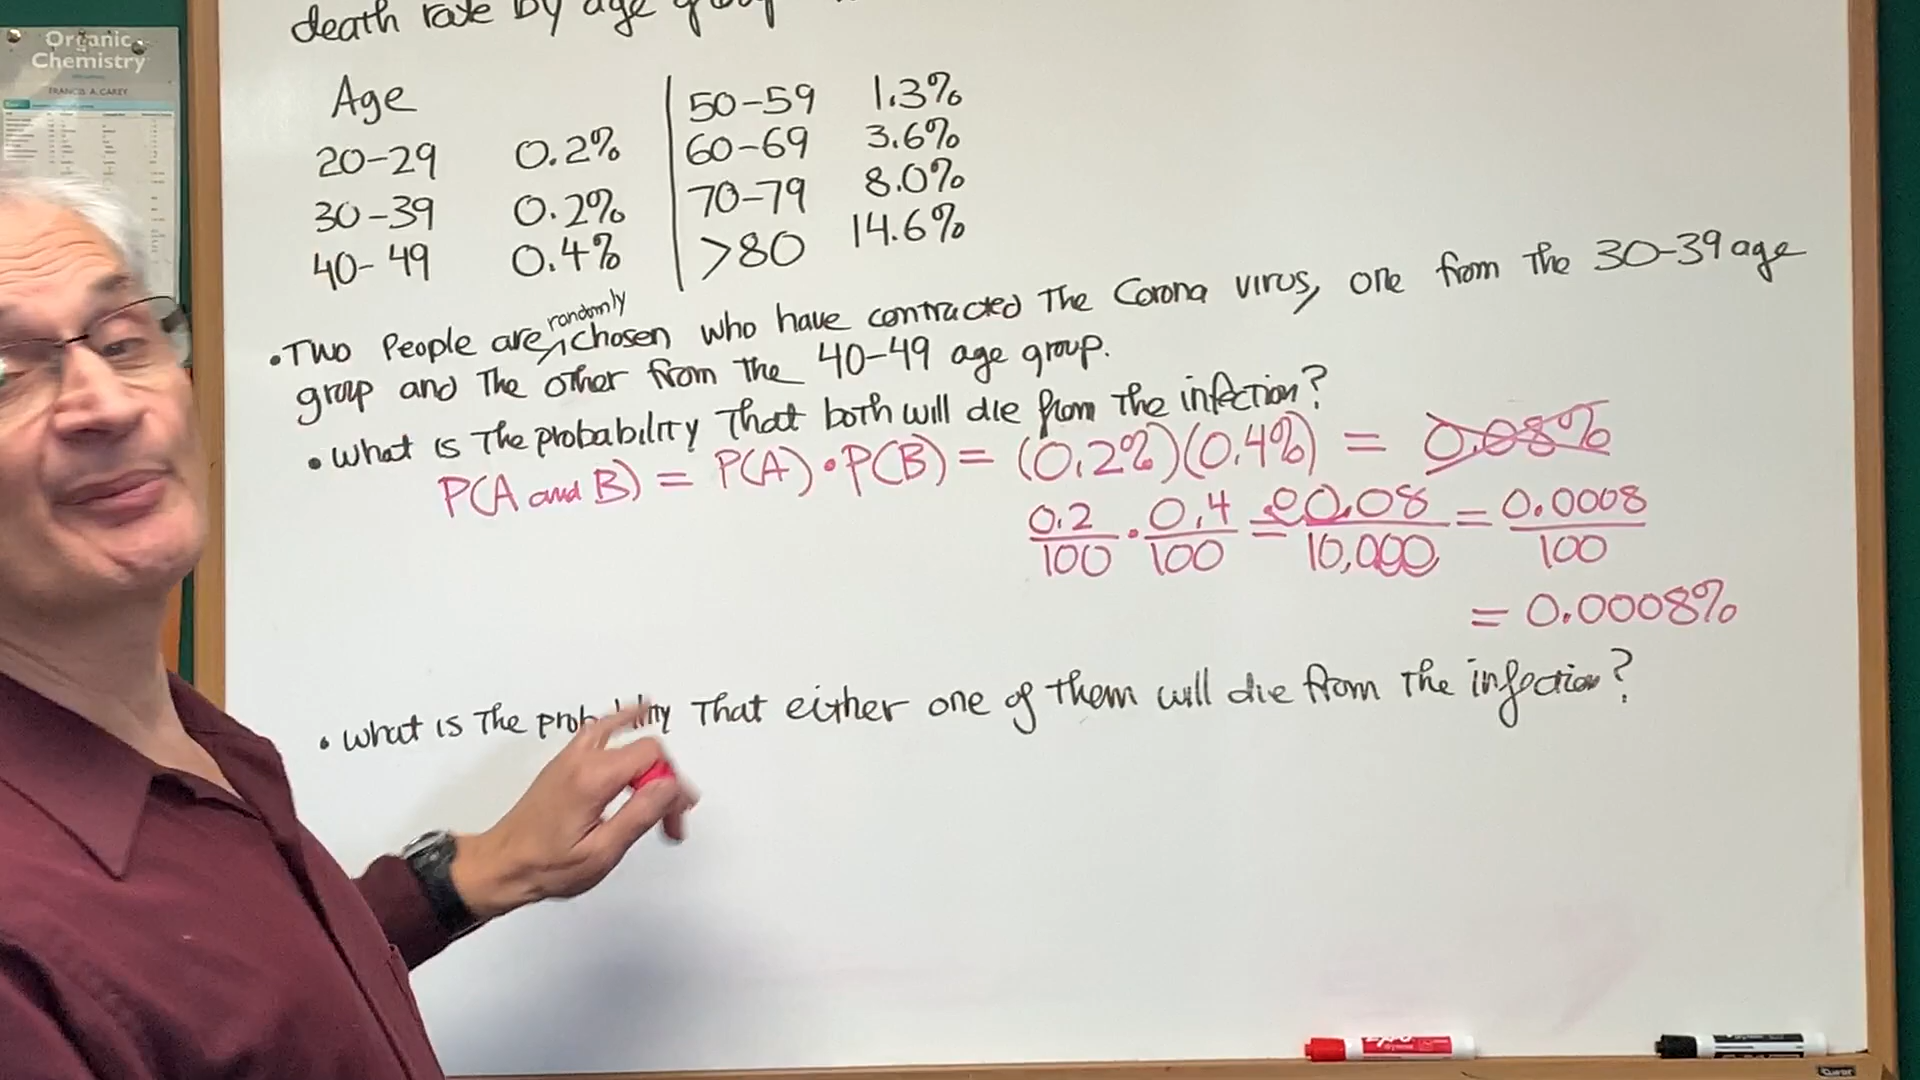 Organic
Chemistry
FRANCIS A. CAREY
death rate by age group
Age
20-29 0.2%
30-39 0.2%
40-49 0.4%
50-59 1.3%
60-69 3.6%
70-79 8.0%
>80 14.6%
• Two People are randomly chosen who have contracted The Corona virus, one from the 30-39 age
group and The other from the 40-49 age group.
• What is The probability That both will die from The infection?
P(A and B) = P(A) • P(B) = (0.2%)(0.4%) = 0.08%
0.2/100 • 0.4/100 = 0.08/10,000 = 0.0008/100
= 0.0008%
• What is The probability That either one of Them will die from The infection?
EXPO